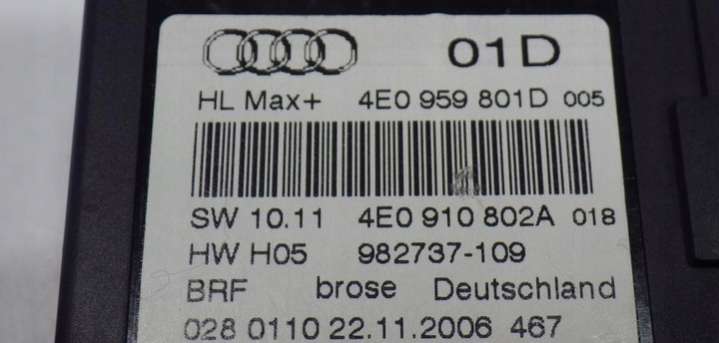 01D
HL Max+ 4E0 959 801D 005
SW 10.11 4E0 910 802A 018
HW H05 982737-109
BRF brose Deutschland
028 0110 22.11.2006 467